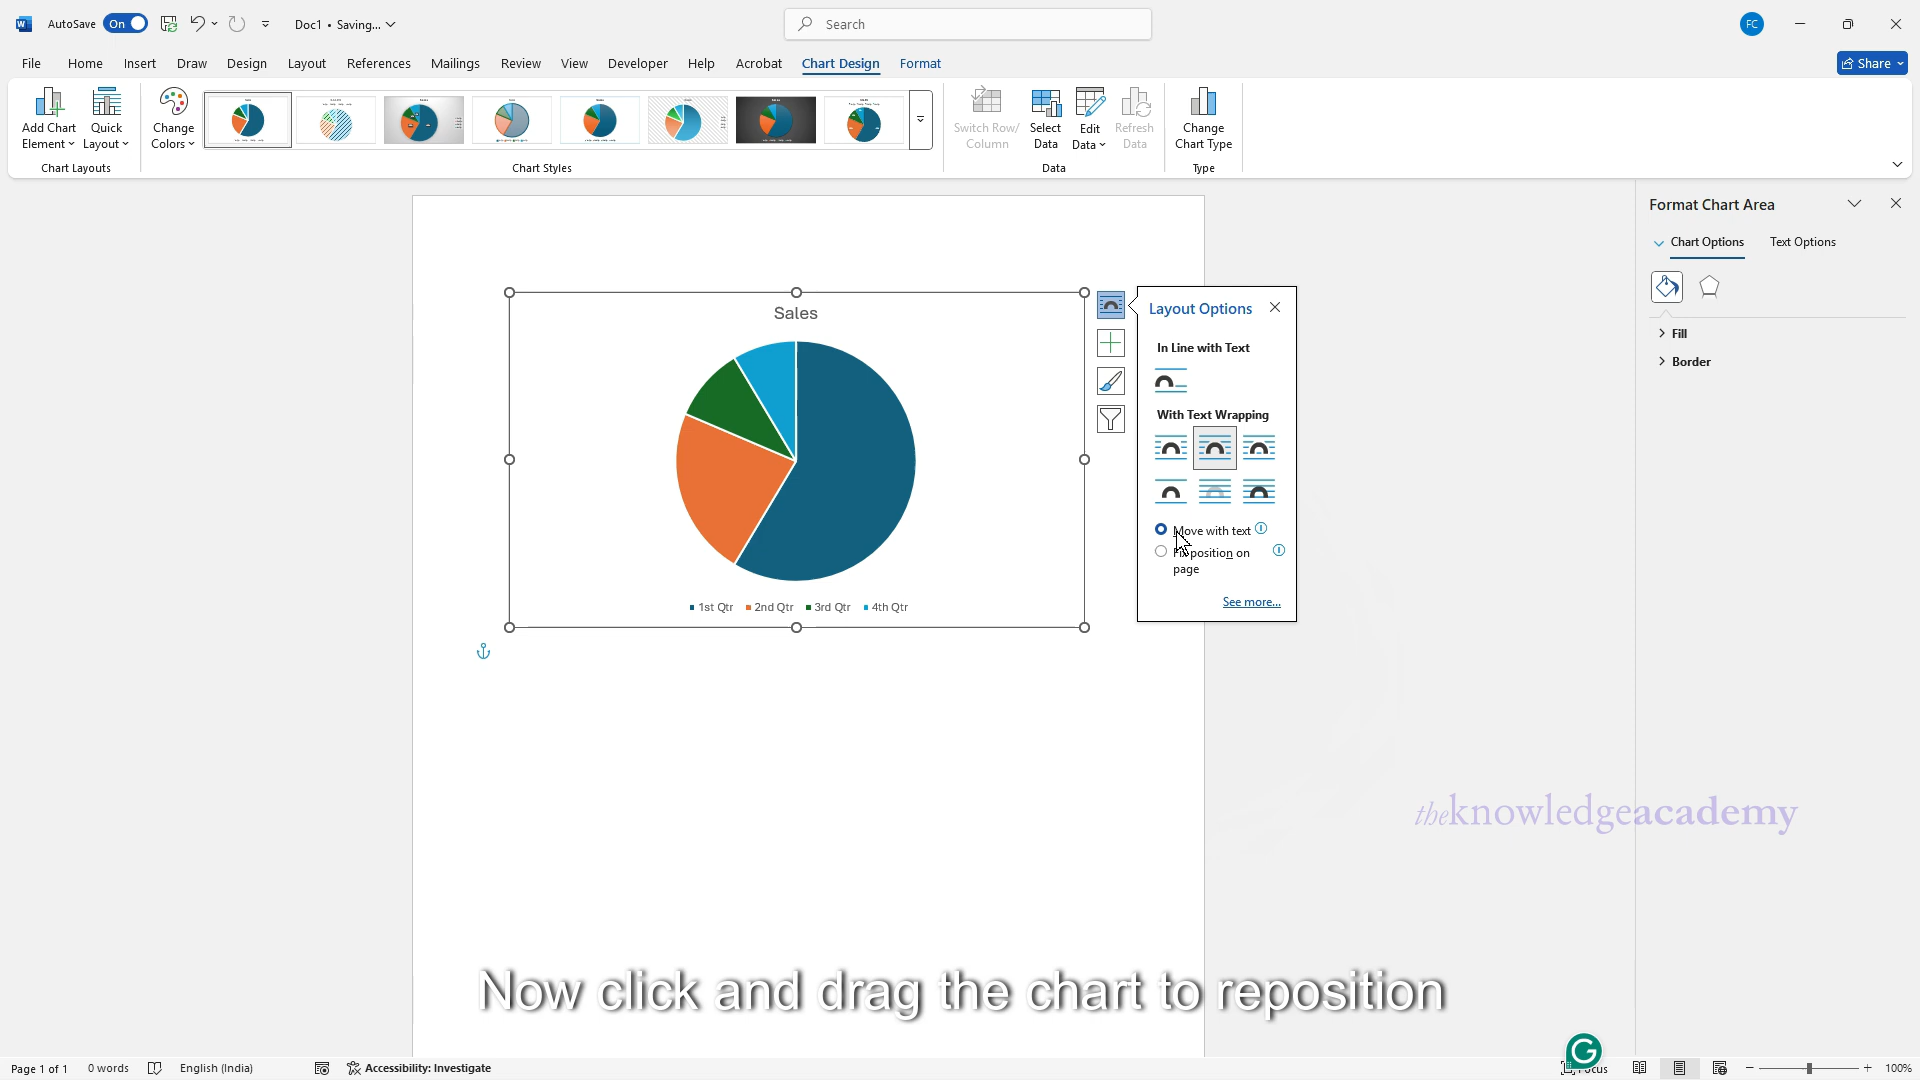 AutoSave On Doc1 • Saving... Search FC
File Home Insert Draw Design Layout References Mailings Review View Developer Help Acrobat Chart Design Format Share
Add Chart Element
Quick Layout
Chart Layouts
Change Colors
Chart Styles
Switch Row/ Column
Select Data
Edit Data
Refresh Data
Data
Change Chart Type
Type
Format Chart Area
Chart Options Text Options
Fill
Border
Sales
1st Qtr 2nd Qtr 3rd Qtr 4th Qtr
Layout Options
In Line with Text
With Text Wrapping
Move with text
Fix position on
page
See more...
theknowledgeacademy
Now click and drag the chart to reposition
Page 1 of 1 0 words English (India) Accessibility: Investigate Focus 100%